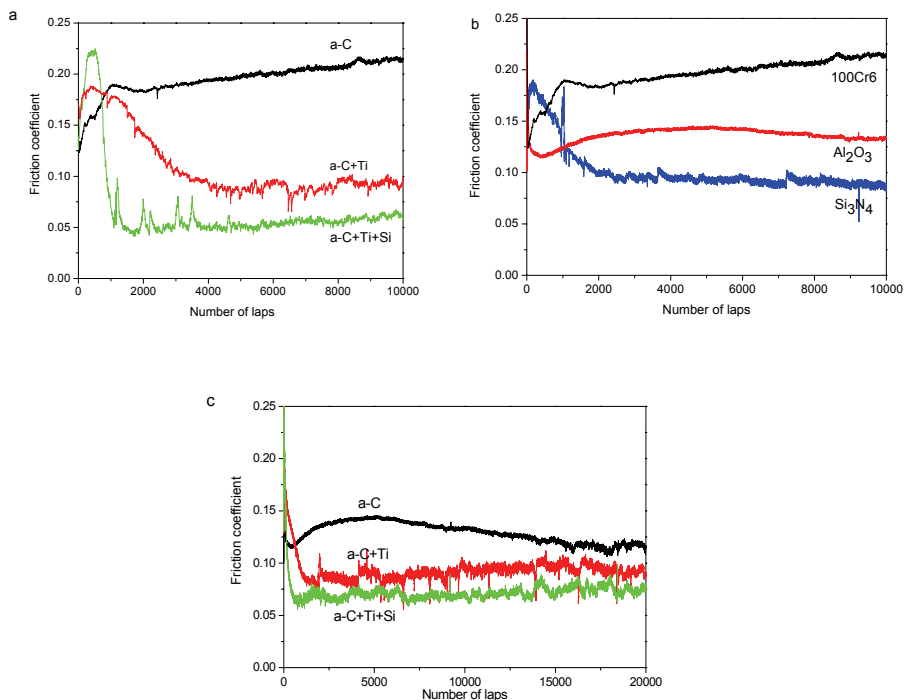 a
0.25
0.20
0.15
0.10
0.05
0.00
Friction coefficient
a-C
a-C+Ti
a-C+Ti+Si
0 2000 4000 6000 8000 10000
Number of laps
b
0.25
0.20
0.15
0.10
0.05
0.00
Friction coefficient
100Cr6
Al₂O₃
Si₃N₄
0 2000 4000 6000 8000 10000
Number of laps
c
0.25
0.20
0.15
0.10
0.05
0.00
Friction coefficient
a-C
a-C+Ti
a-C+Ti+Si
0 5000 10000 15000 20000
Number of laps